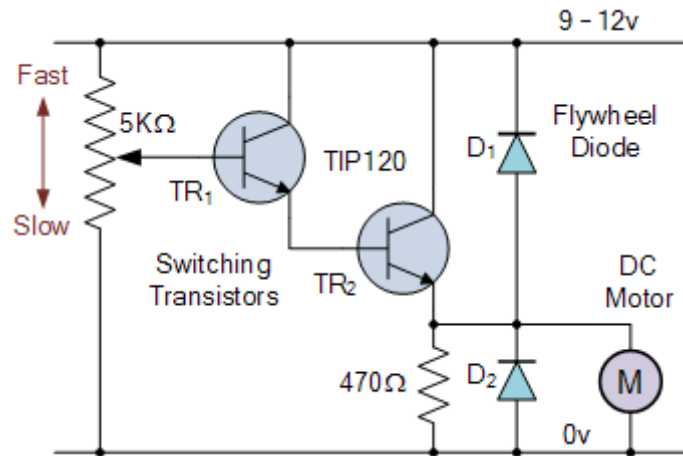 9 – 12v
Fast
5KΩ
Slow
TR₁
TIP120
Switching
Transistors
TR₂
D₁
Flywheel
Diode
DC
Motor
470Ω
D₂
M
0v